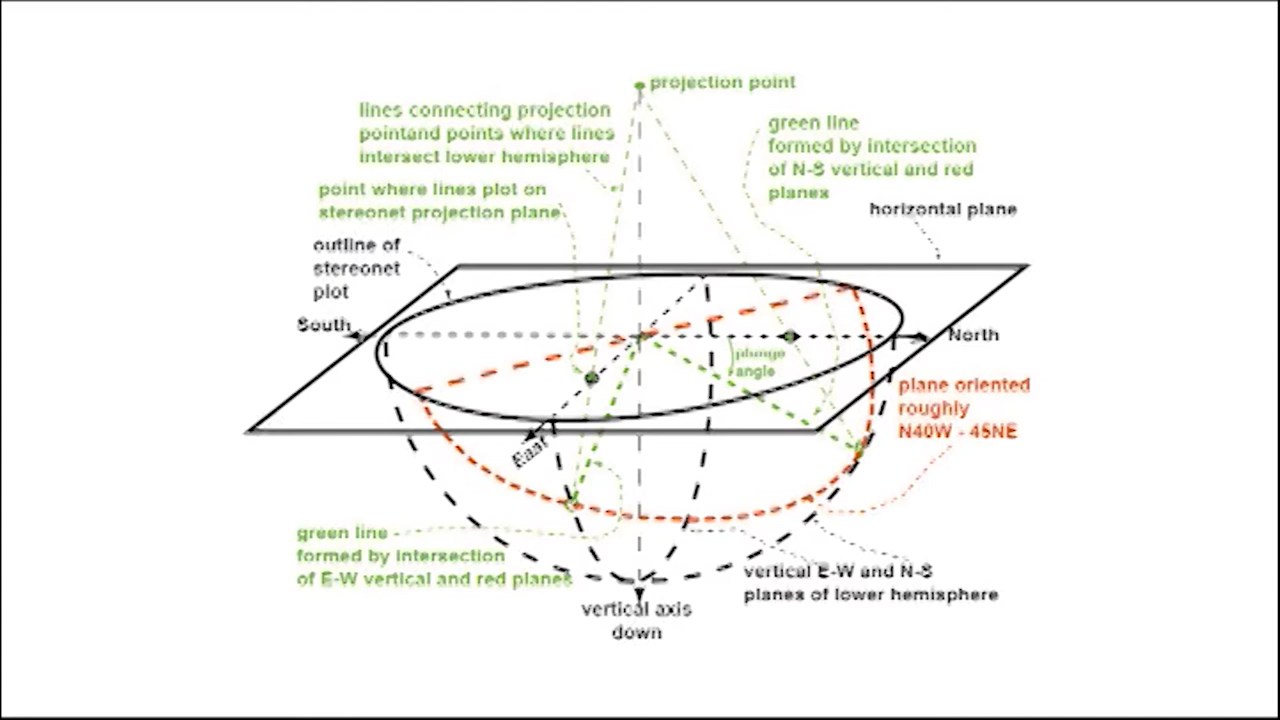 projection point
lines connecting projection
pointand points where lines
intersect lower hemisphere
green line
formed by intersection
of N-S vertical and red
planes
point where lines plot on
stereonet projection plane
horizontal plane
outline of
stereonet
plot
South
North
plunge
angle
plane oriented
roughly
N40W - 45NE
East
green line
formed by intersection
of E-W vertical and red planes
vertical E-W and N-S
planes of lower hemisphere
vertical axis
down